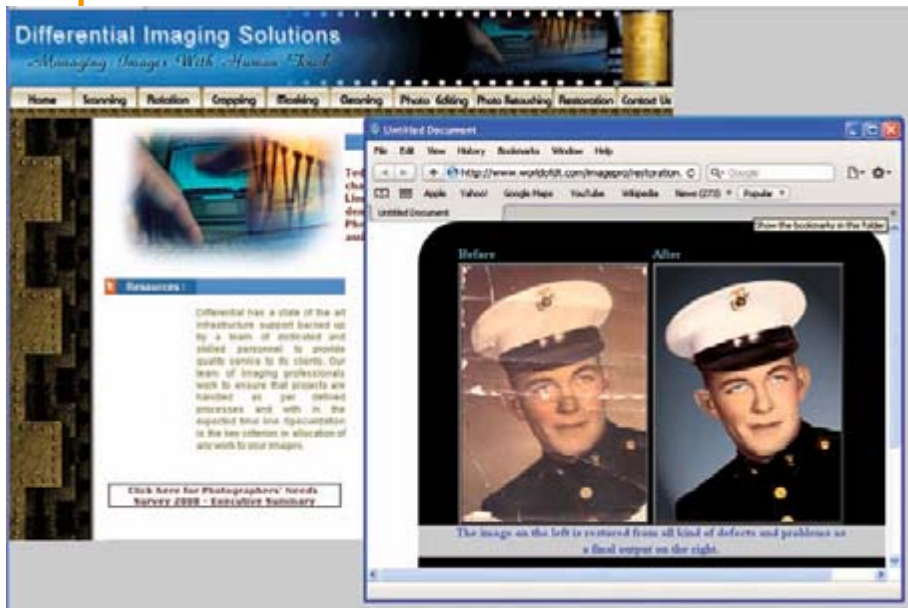 Differential Imaging Solutions
Managing Images With Human Touch
Home Scanning Rotation Cropping Masking Cleaning Photo Editing Photo Retouching Restoration Contact Us
Resources :
Differential has a state of the art
infrastructure support backed up
by a team of dedicated and
skilled personnel to provide
quality service to its clients. Our
team of imaging professionals
work to ensure that projects are
handled as per defined
processes and with in the
expected time line. Specialization
is the key criterion in allocation of
any work to your images.
Click here for Photographers' Needs
Survey 2008 - Executive Summary
Untitled Document
File Edit View History Bookmarks Window Help
Google
Apple Yahoo! Google Maps YouTube Wikipedia News (273) Popular
Untitled Document
Show the bookmarks in this folder
Before After
The image on the left is restored from all kind of defects and problems as
a final output on the right.